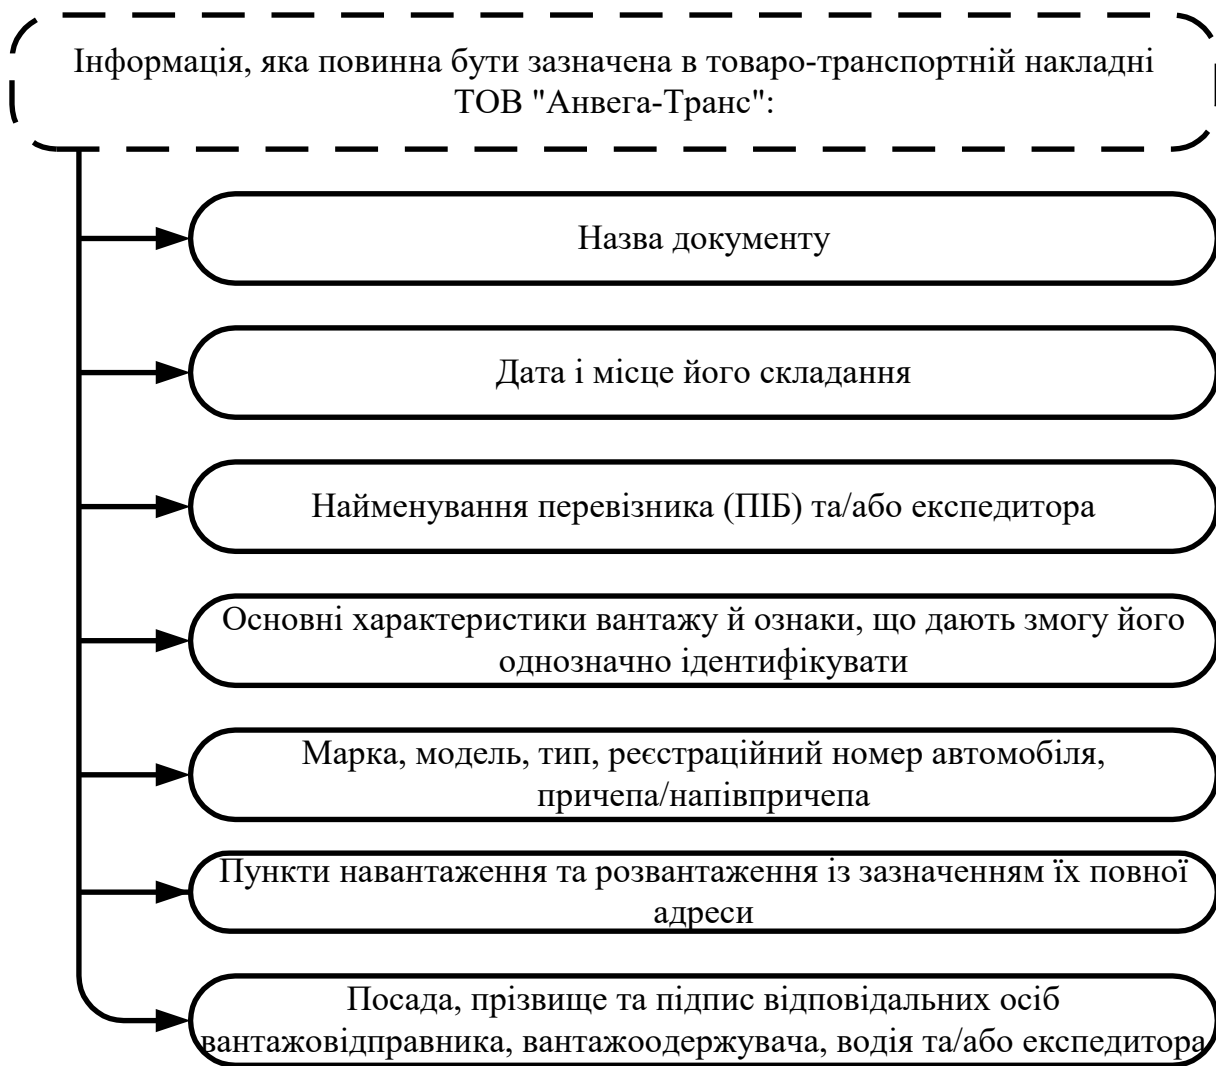 Інформація, яка повинна бути зазначена в товаро-транспортній накладні
ТОВ "Анвега-Транс":
Назва документу
Дата і місце його складання
Найменування перевізника (ПІБ) та/або експедитора
Основні характеристики вантажу й ознаки, що дають змогу його
однозначно ідентифікувати
Марка, модель, тип, реєстраційний номер автомобіля,
причепа/напівпричепа
Пункти навантаження та розвантаження із зазначенням їх повної
адреси
Посада, прізвище та підпис відповідальних осіб
вантажовідправника, вантажоодержувача, водія та/або експедитора